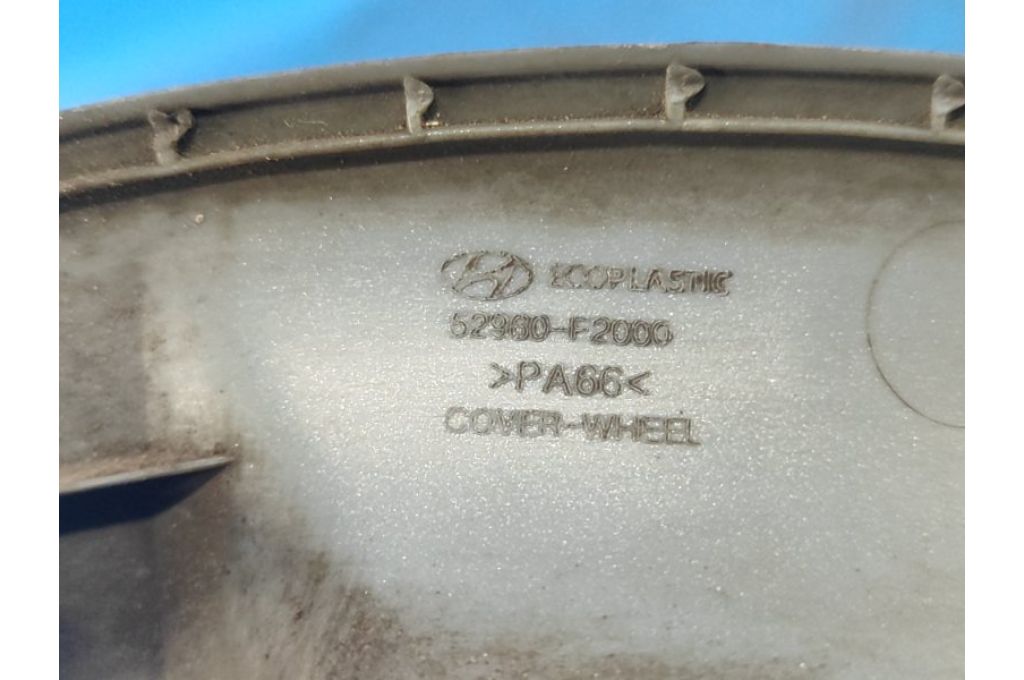 ECOPLASTIC
52960-F2000
>PA66<
COVER-WHEEL